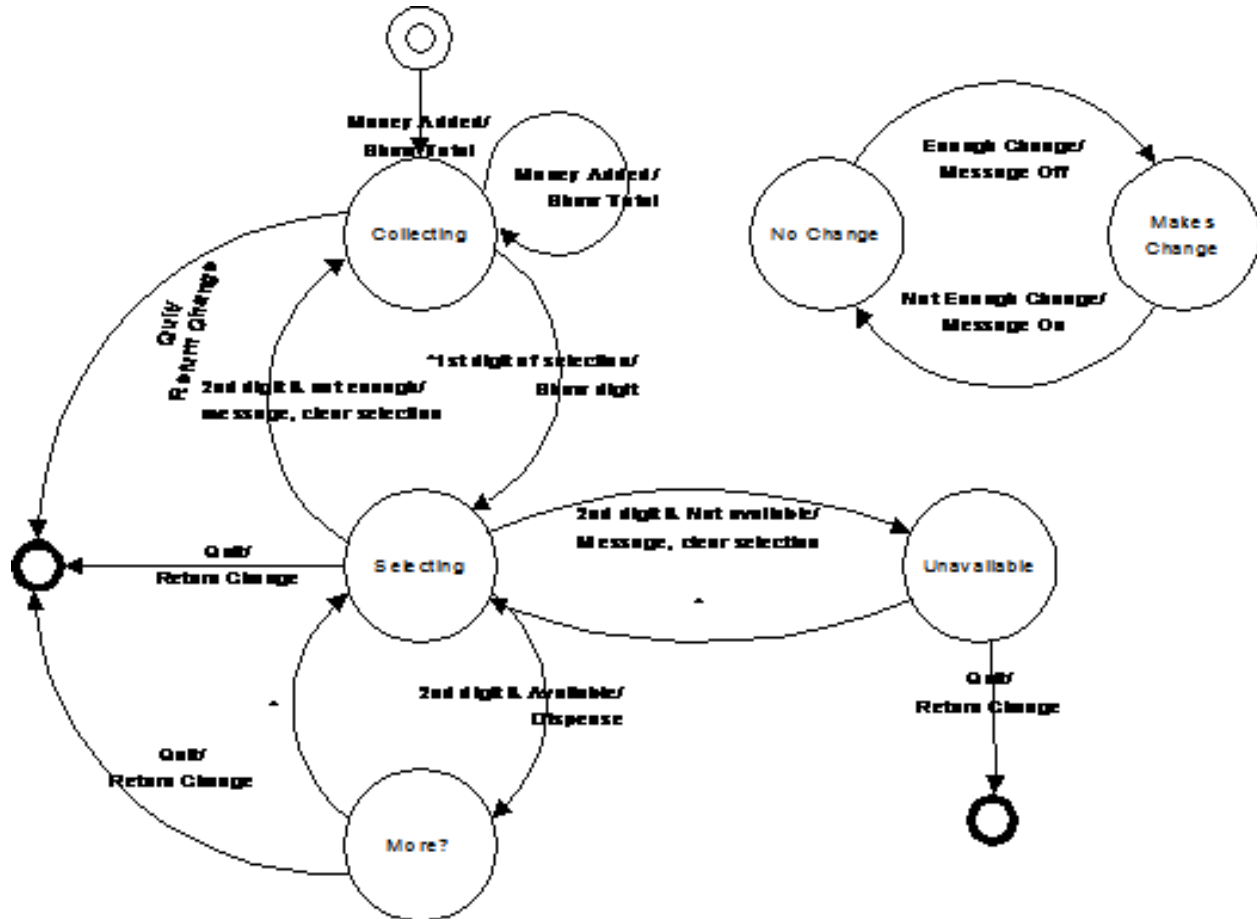 Money Added/
Show Total
Money Added/
Show Total
Collecting
Enough Change/
Message Off
No Change
Makes
Change
Not Enough Change/
Message On
Quit/
Return Change
*1st digit of selection/
Show digit
2nd digit & not enough/
message, clear selection
2nd digit & Not available/
Message, clear selection
Quit/
Return Change
Selecting
Unavailable
*
2nd digit & Available/
Dispense
*
Quit/
Return Change
Quit/
Return Change
More?